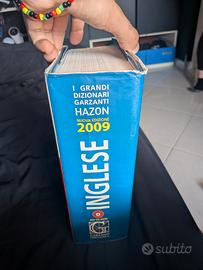 I GRANDI
DIZIONARI
GARZANTI
HAZON
NUOVA EDIZIONE
2009
INGLESE
G
subito